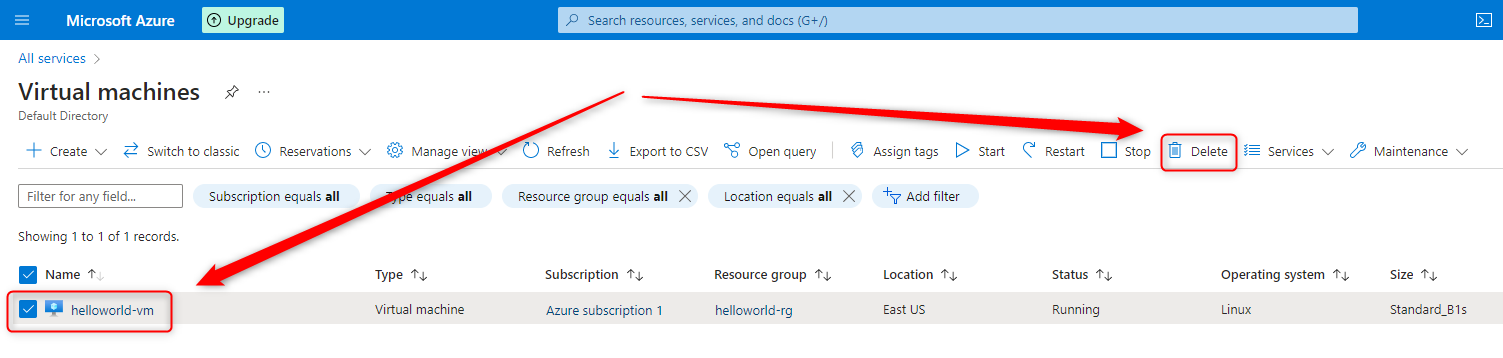 Microsoft Azure Upgrade Search resources, services, and docs (G+/)
All services
Virtual machines
Default Directory
Create Switch to classic Reservations Manage view Refresh Export to CSV Open query Assign tags Start Restart Stop Delete Services Maintenance
Filter for any field... Subscription equals all Type equals all Resource group equals all Location equals all Add filter
Showing 1 to 1 of 1 records.
Name Type Subscription Resource group Location Status Operating system Size
helloworld-vm Virtual machine Azure subscription 1 helloworld-rg East US Running Linux Standard_B1s